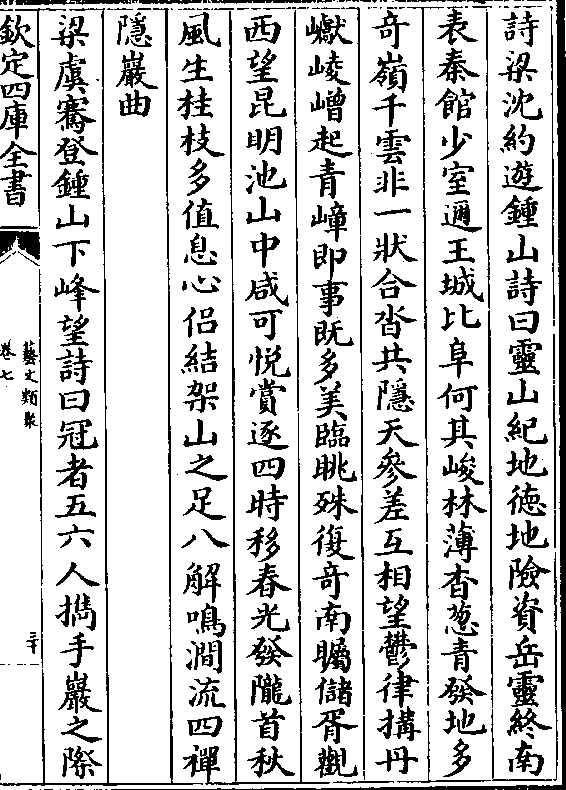 詩梁沈約遊鍾山詩曰靈山紀地徳地險資岳靈終南
表秦館少室邇王城比阜何其峻林薄杳葱青發地多
奇嶺千雲非一狀合沓共隱天參差互相望鬱律搆丹
巘崚嶒起青嶂即事既多美臨眺殊復奇南矚儲胥觀
西望昆明池山中咸可悅賞逐四時移春光發隴首秋
風生桂枝多值息心侶結架山之足八解鳴澗流四禪
隱巖曲
梁虞騫登鍾山下峰望詩曰冠者五六人攜手巖之際
欽定四庫全書
藝文類聚
卷七
三十